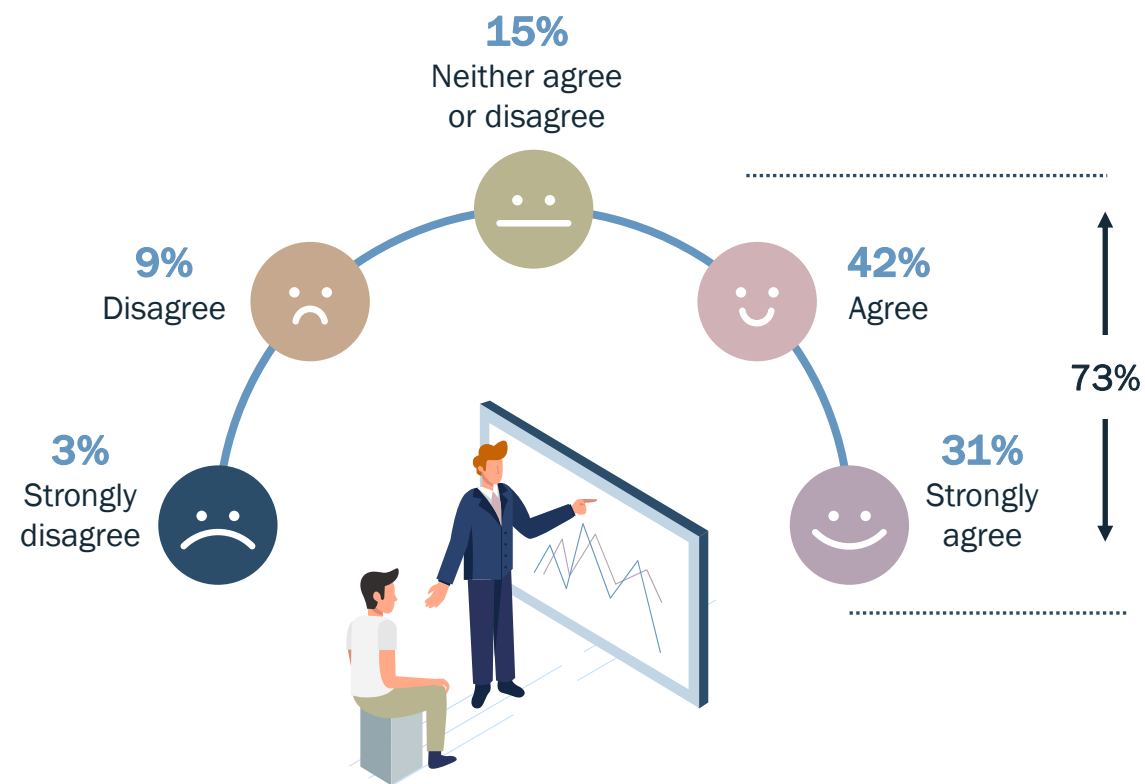 15%
Neither agree
or disagree
9%
Disagree
42%
Agree
73%
3%
Strongly
disagree
31%
Strongly
agree